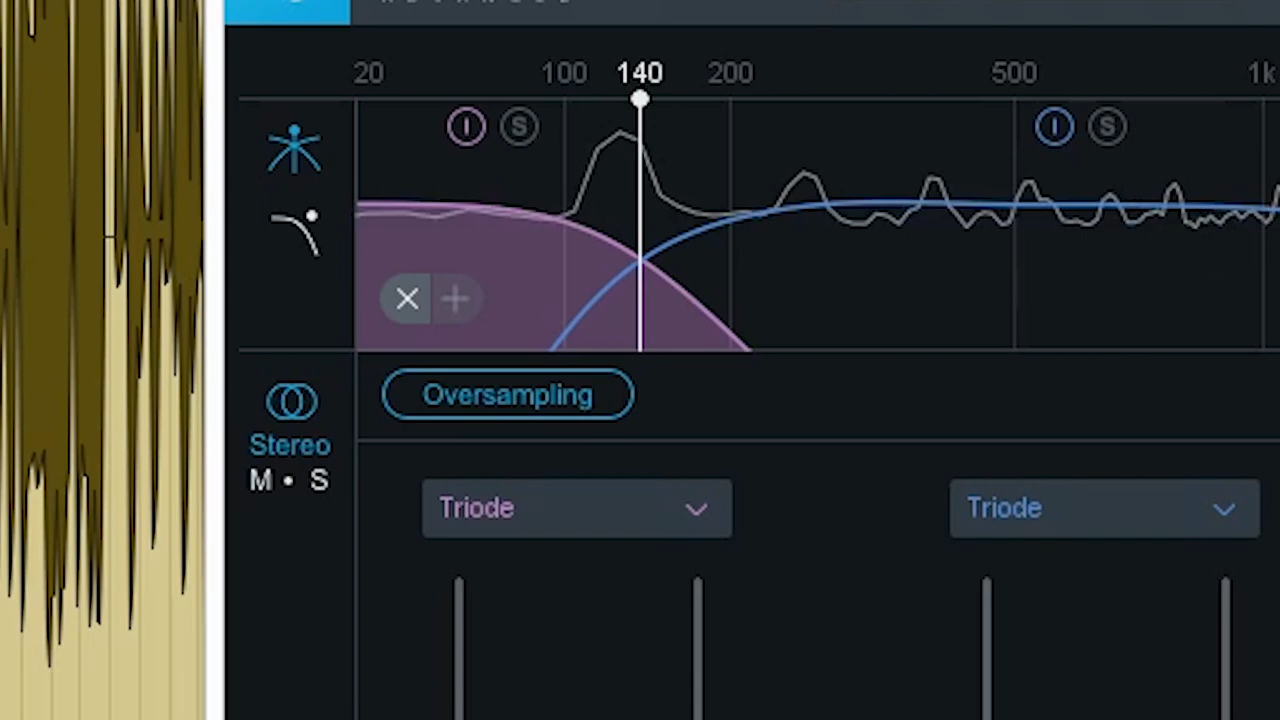 20 100 140 200 500 1k
I S I S
Oversampling
Stereo
M • S
Triode Triode